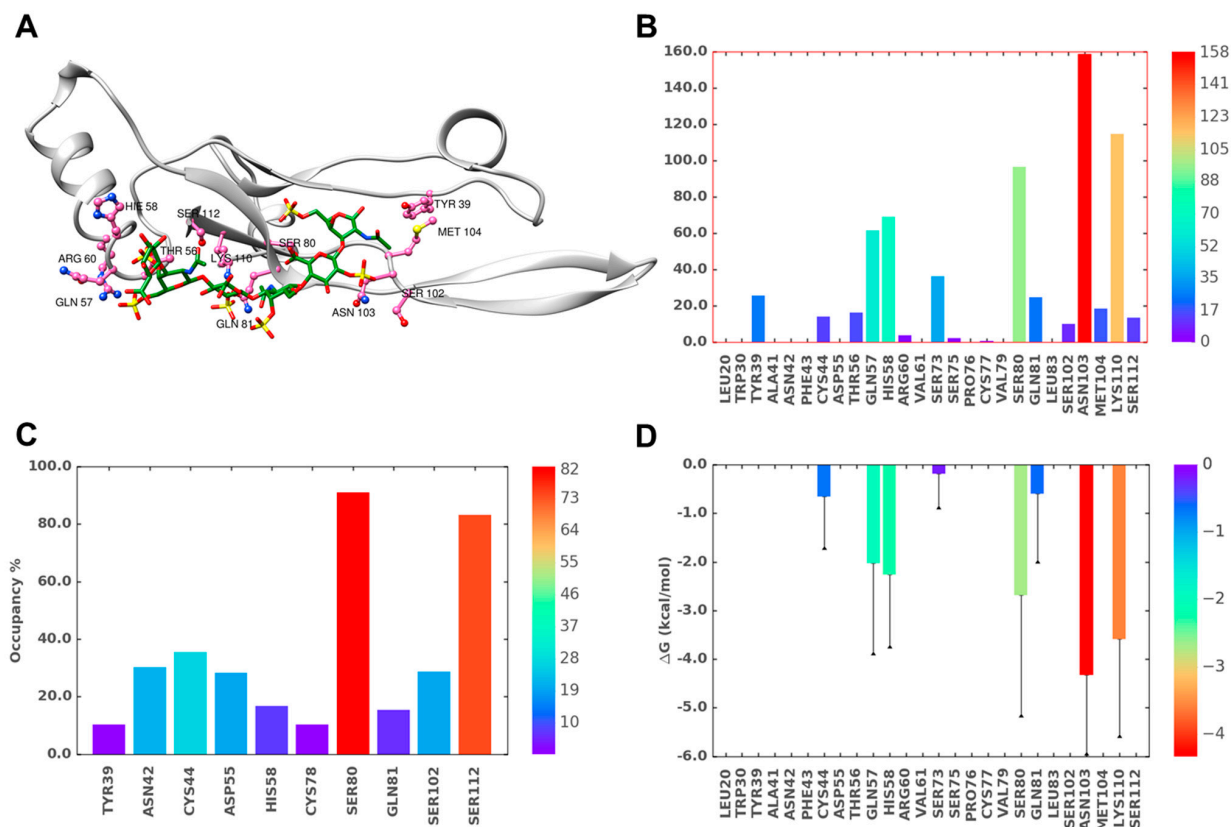 A
HIE 58
SER 112
TYR 39
MET 104
SER 80
ARG 60
THR 56
LYS 110
GLN 57
GLN 81
ASN 103
SER 102
B
160.0
140.0
120.0
100.0
80.0
60.0
40.0
20.0
0.0
LEU20
TRP30
TYR39
ALA41
ASN42
PHE43
CYS44
ASP55
THR56
GLN57
HIS58
ARG60
VAL61
SER73
SER75
PRO76
CYS77
VAL79
SER80
GLN81
LEU83
SER102
ASN103
MET104
LYS110
SER112
158
140
123
105
88
70
52
35
17
0
C
Occupancy %
100.0
80.0
60.0
40.0
20.0
0.0
TYR39
ASN42
CYS44
ASP55
HIS58
CYS78
SER80
GLN81
SER102
SER112
82
73
64
55
46
37
28
19
10
D
ΔG (kcal/mol)
0.0
-1.0
-2.0
-3.0
-4.0
-5.0
-6.0
LEU20
TRP30
TYR39
ALA41
ASN42
PHE43
CYS44
ASP55
THR56
GLN57
HIS58
ARG60
VAL61
SER73
SER75
PRO76
CYS77
VAL79
SER80
GLN81
LEU83
SER102
ASN103
MET104
LYS110
SER112
0
−1
−2
−3
−4